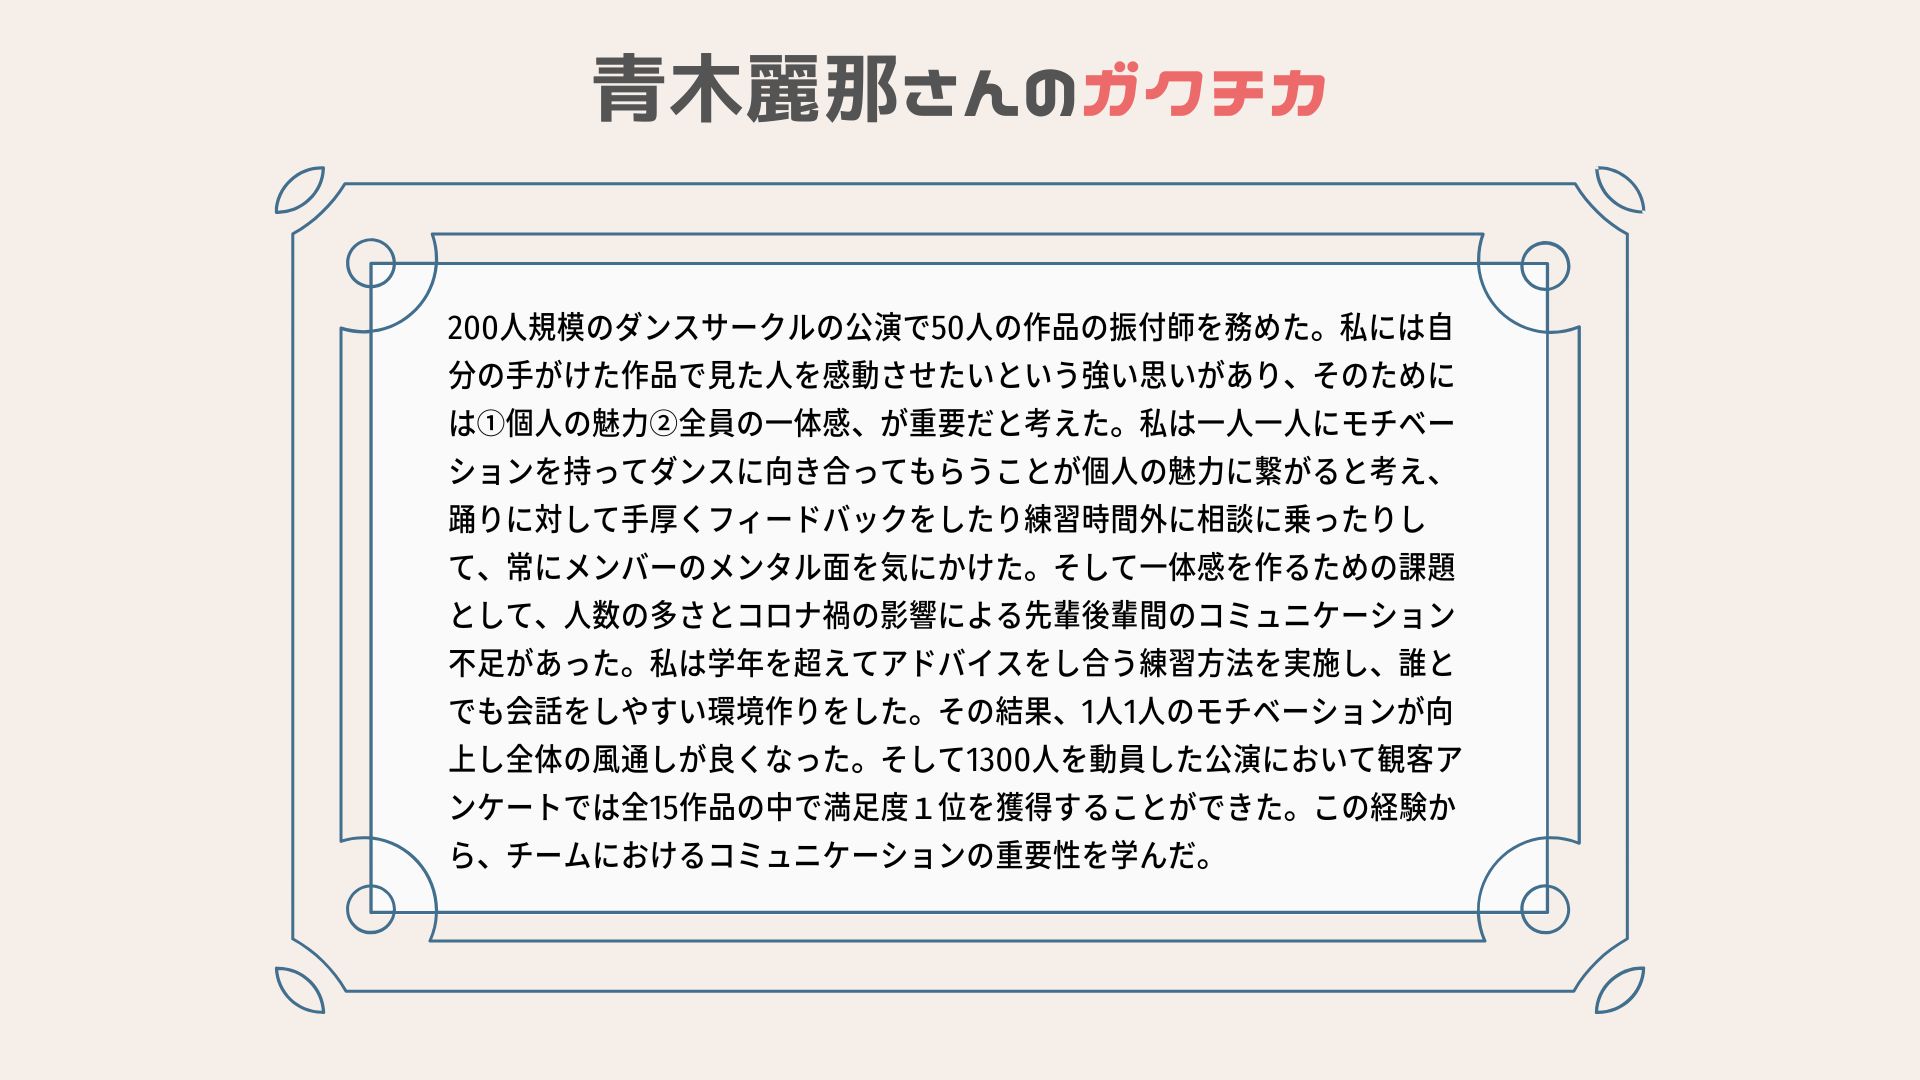 青木麗那さんのガクチカ
200人規模のダンスサークルの公演で50人の作品の振付師を務めた。私には自
分の手がけた作品で見た人を感動させたいという強い思いがあり、そのために
は①個人の魅力②全員の一体感、が重要だと考えた。私は一人一人にモチベー
ションを持ってダンスに向き合ってもらうことが個人の魅力に繋がると考え、
踊りに対して手厚くフィードバックをしたり練習時間外に相談に乗ったりし
て、常にメンバーのメンタル面を気にかけた。そして一体感を作るための課題
として、人数の多さとコロナ禍の影響による先輩後輩間のコミュニケーション
不足があった。私は学年を超えてアドバイスをし合う練習方法を実施し、誰と
でも会話をしやすい環境作りをした。その結果、1人1人のモチベーションが向
上し全体の風通しが良くなった。そして1300人を動員した公演において観客ア
ンケートでは全15作品の中で満足度１位を獲得することができた。この経験か
ら、チームにおけるコミュニケーションの重要性を学んだ。